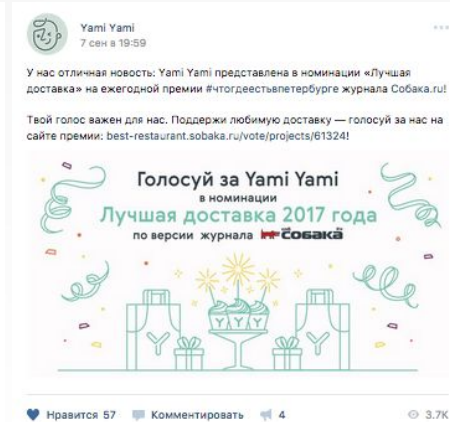 Yami Yami
7 сен в 19:59
У нас отличная новость: Yami Yami представлена в номинации «Лучшая
доставка» на ежегодной премии #чтогдеестьвпетербурге журнала Собака.ru!
Твой голос важен для нас. Поддержи любимую доставку — голосуй за нас на
сайте премии: best-restaurant.sobaka.ru/vote/projects/61324!
Голосуй за Yami Yami
в номинации
Лучшая доставка 2017 года
по версии журнала собака
Y Y Y Y Y
Нравится 57 Комментировать 4 3.7K